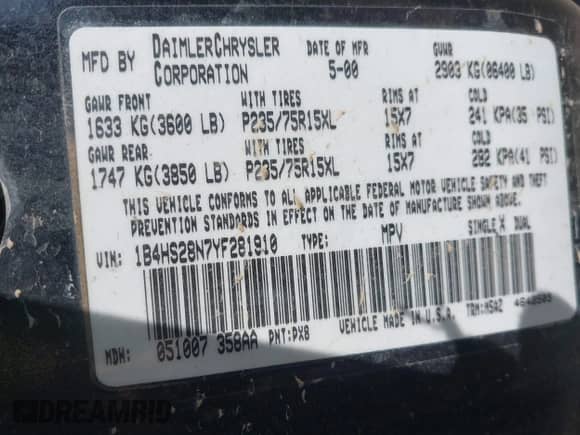 MFD BY DAIMLERCHRYSLER CORPORATION DATE OF MFR 5-00 GVWR 2903 KG(06400 LB)
GAWR FRONT WITH TIRES RIMS AT COLD
1633 KG(3600 LB) P235/75R15XL 15X7 241 KPA(35 PSI)
GAWR REAR WITH TIRES RIMS AT COLD
1747 KG(3850 LB) P235/75R15XL 15X7 282 KPA(41 PSI)
THIS VEHICLE CONFORMS TO ALL APPLICABLE FEDERAL MOTOR VEHICLE SAFETY AND THEFT
PREVENTION STANDARDS IN EFFECT ON THE DATE OF MANUFACTURE SHOWN ABOVE.
VIN: 1B4HS28N7YF281910 TYPE: MPV SINGLE X DUAL
MDH: 051007 358AA PNT:PX8 VEHICLE MADE IN U.S.A. TRM:M5AZ
DREAMRID